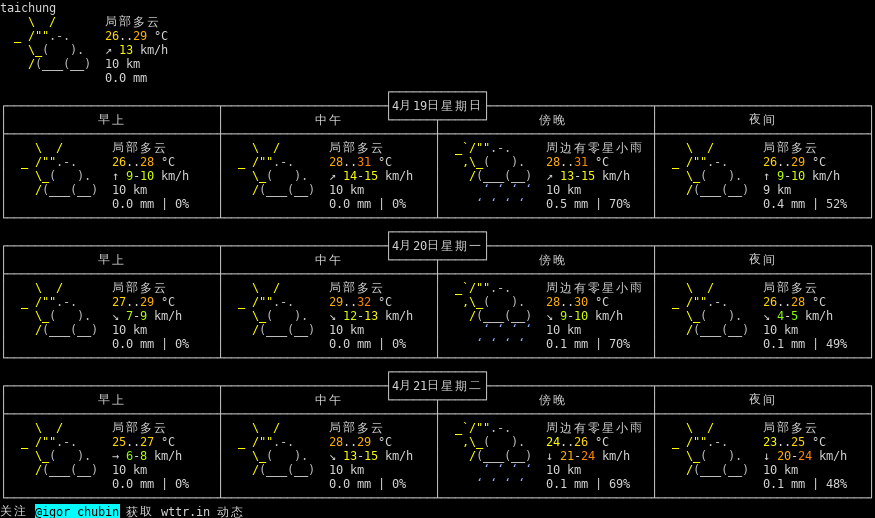 taichung
局部多云
26..29 °C
↗ 13 km/h
10 km
0.0 mm
4月19日星期日
早上 中午 傍晚 夜间
局部多云 局部多云 周边有零星小雨 局部多云
26..28 °C 28..31 °C 28..31 °C 26..29 °C
↑ 9-10 km/h ↗ 14-15 km/h ↗ 13-15 km/h ↑ 9-10 km/h
10 km 10 km 10 km 9 km
0.0 mm | 0% 0.0 mm | 0% 0.5 mm | 70% 0.4 mm | 52%
4月20日星期一
早上 中午 傍晚 夜间
局部多云 局部多云 周边有零星小雨 局部多云
27..29 °C 29..32 °C 28..30 °C 26..28 °C
↘ 7-9 km/h ↘ 12-13 km/h ↘ 9-10 km/h ↘ 4-5 km/h
10 km 10 km 10 km 10 km
0.0 mm | 0% 0.0 mm | 0% 0.1 mm | 70% 0.1 mm | 49%
4月21日星期二
早上 中午 傍晚 夜间
局部多云 局部多云 周边有零星小雨 局部多云
25..27 °C 28..29 °C 24..26 °C 23..25 °C
→ 6-8 km/h ↘ 13-15 km/h ↓ 21-24 km/h ↓ 20-24 km/h
10 km 10 km 10 km 10 km
0.0 mm | 0% 0.0 mm | 0% 0.1 mm | 69% 0.1 mm | 48%
关注 @igor_chubin 获取 wttr.in 动态